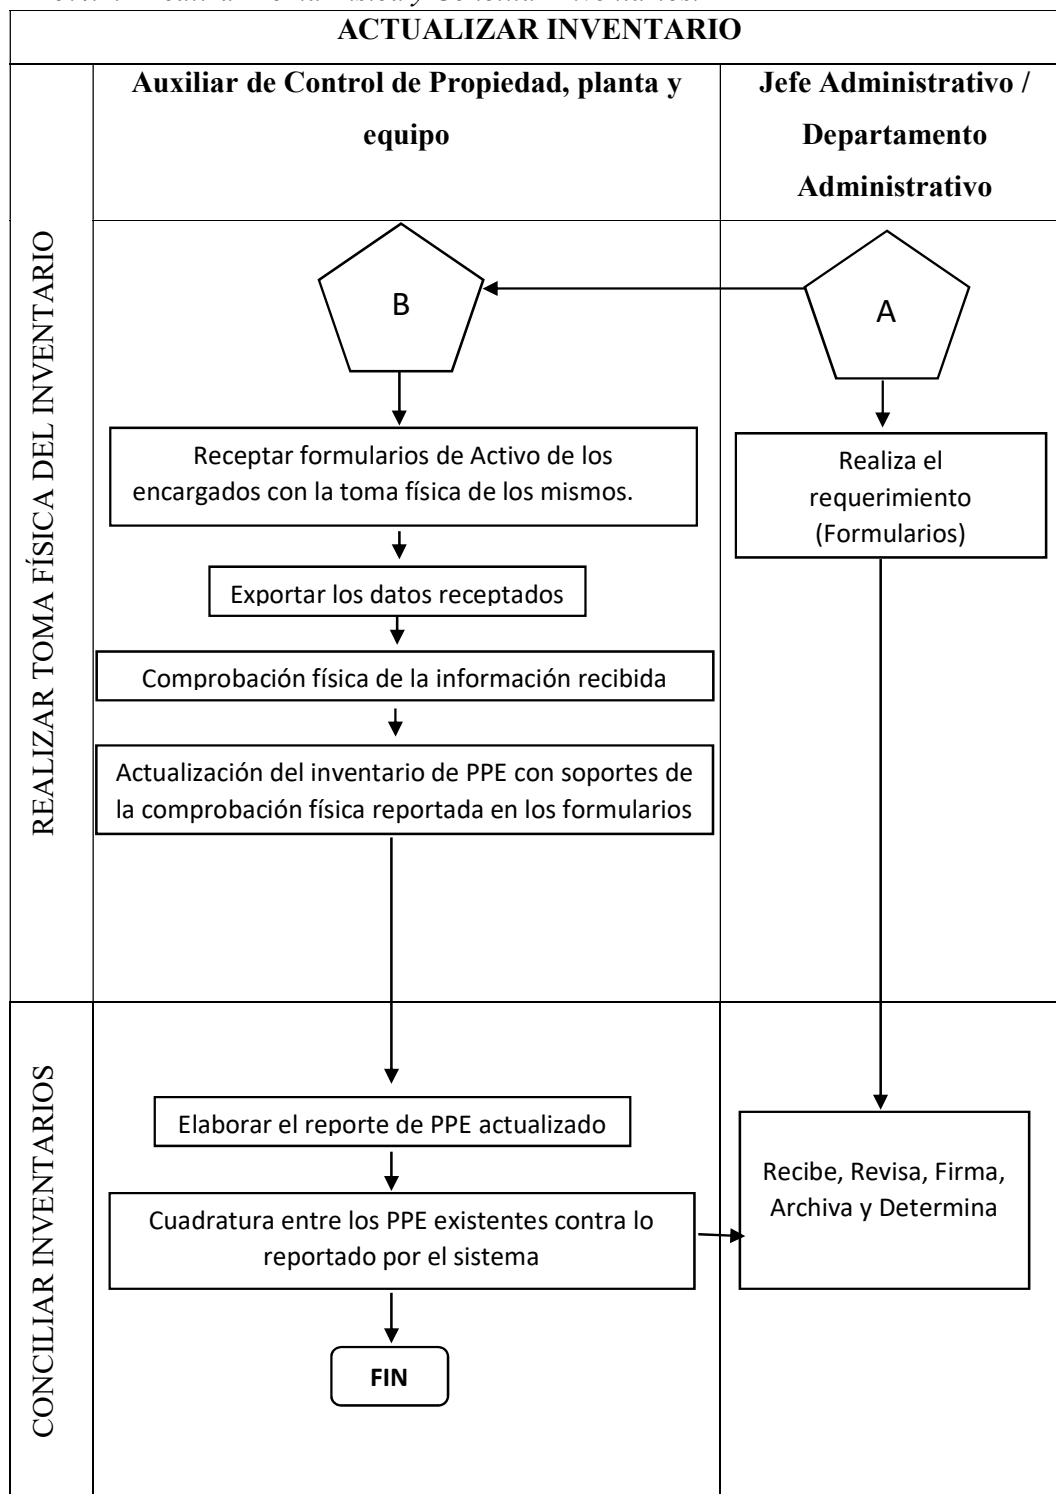 ACTUALIZAR INVENTARIO
Auxiliar de Control de Propiedad, planta y
equipo
Jefe Administrativo /
Departamento
Administrativo
REALIZAR TOMA FÍSICA DEL INVENTARIO
B
A
Receptar formularios de Activo de los
encargados con la toma física de los mismos.
Realiza el
requerimiento
(Formularios)
Exportar los datos receptados
Comprobación física de la información recibida
Actualización del inventario de PPE con soportes de
la comprobación física reportada en los formularios
CONCILIAR INVENTARIOS
Elaborar el reporte de PPE actualizado
Recibe, Revisa, Firma,
Archiva y Determina
Cuadratura entre los PPE existentes contra lo
reportado por el sistema
FIN